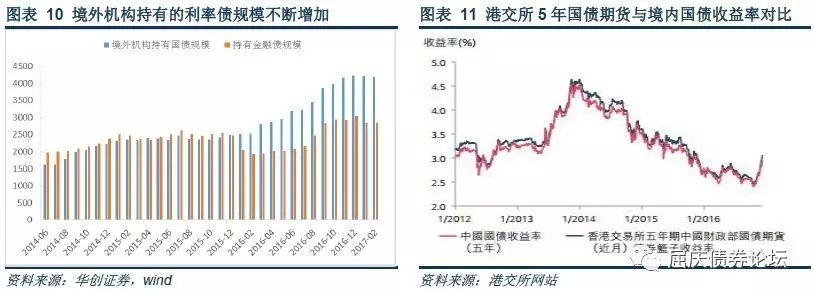 图表 10 境外机构持有的利率债规模不断增加
境外机构持有国债规模 持有金融债规模
4500
4000
3500
3000
2500
2000
1500
1000
500
0
2014-06 2014-08 2014-10 2014-12 2015-02 2015-04 2015-06 2015-08 2015-10 2015-12 2016-02 2016-04 2016-06 2016-08 2016-10 2016-12 2017-02
资料来源：华创证券，wind
图表 11 港交所 5 年国债期货与境内国债收益率对比
收益率(%)
5.0
4.5
4.0
3.5
3.0
2.5
2.0
1/2012 1/2013 1/2014 1/2015 1/2016
中國國債收益率
（五年）
香港交易所五年期中國財政部國債期貨
（近月）債券籃子收益率
屈庆债券论坛
资料来源：港交所网站